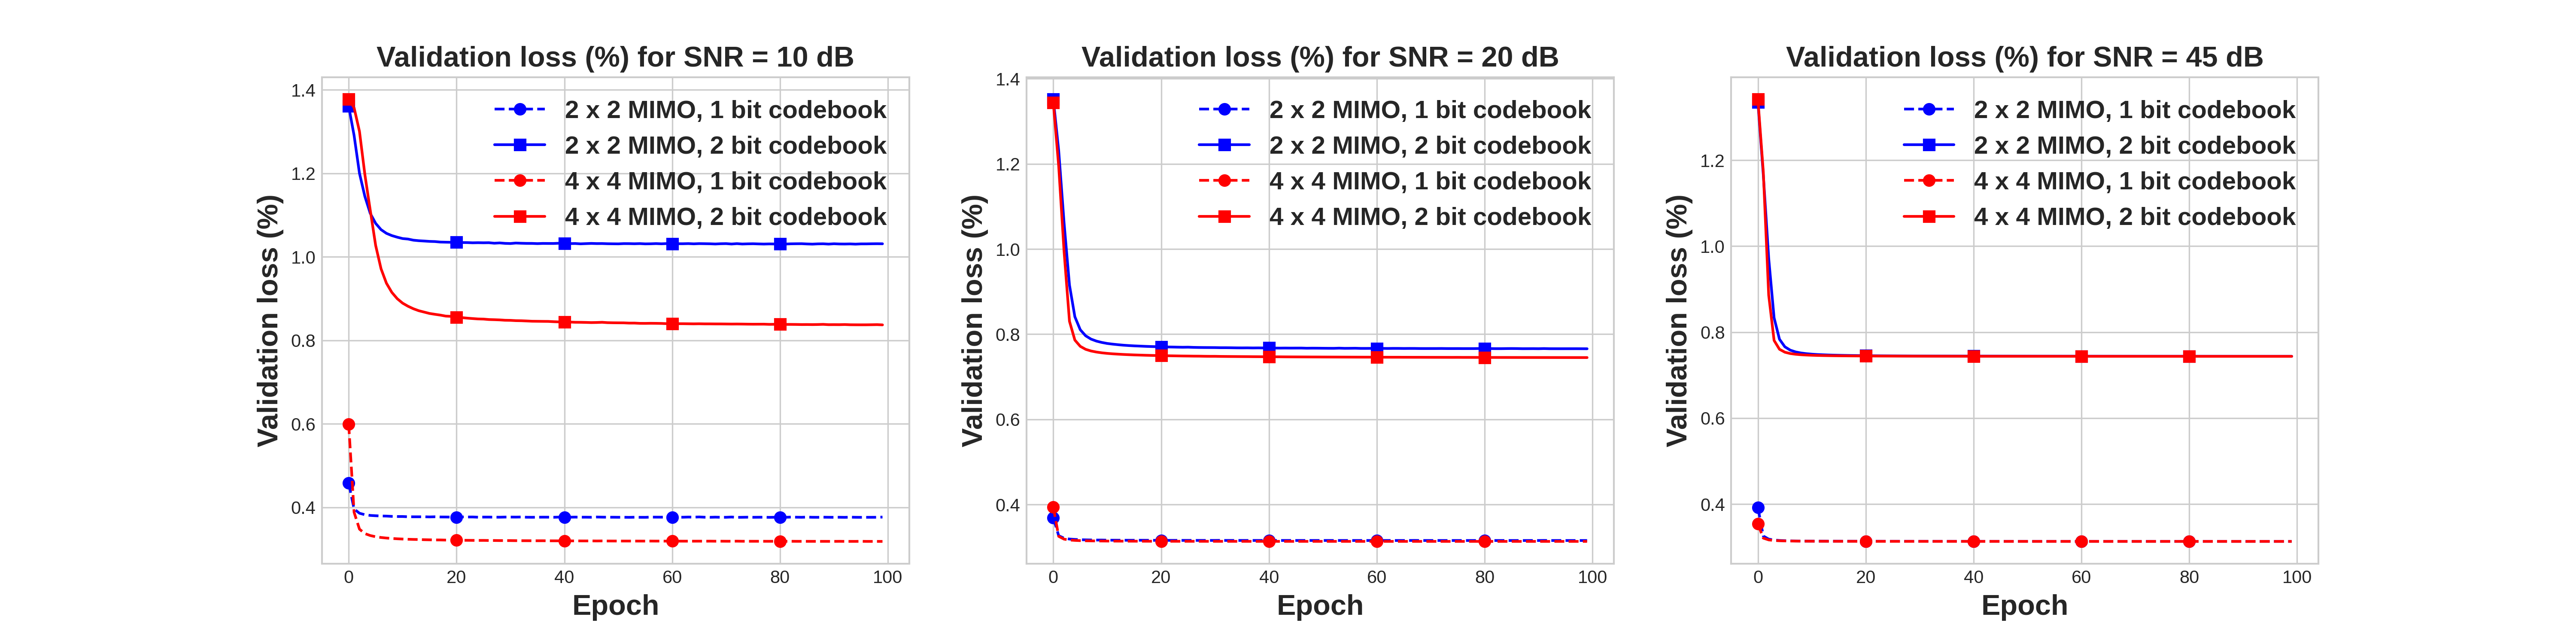 Validation loss (%) for SNR = 10 dB
Validation loss (%)
1.4
1.2
1.0
0.8
0.6
0.4
2 x 2 MIMO, 1 bit codebook
2 x 2 MIMO, 2 bit codebook
4 x 4 MIMO, 1 bit codebook
4 x 4 MIMO, 2 bit codebook
0 20 40 60 80 100
Epoch
Validation loss (%) for SNR = 20 dB
Validation loss (%)
1.4
1.2
1.0
0.8
0.6
0.4
2 x 2 MIMO, 1 bit codebook
2 x 2 MIMO, 2 bit codebook
4 x 4 MIMO, 1 bit codebook
4 x 4 MIMO, 2 bit codebook
0 20 40 60 80 100
Epoch
Validation loss (%) for SNR = 45 dB
Validation loss (%)
1.2
1.0
0.8
0.6
0.4
2 x 2 MIMO, 1 bit codebook
2 x 2 MIMO, 2 bit codebook
4 x 4 MIMO, 1 bit codebook
4 x 4 MIMO, 2 bit codebook
0 20 40 60 80 100
Epoch